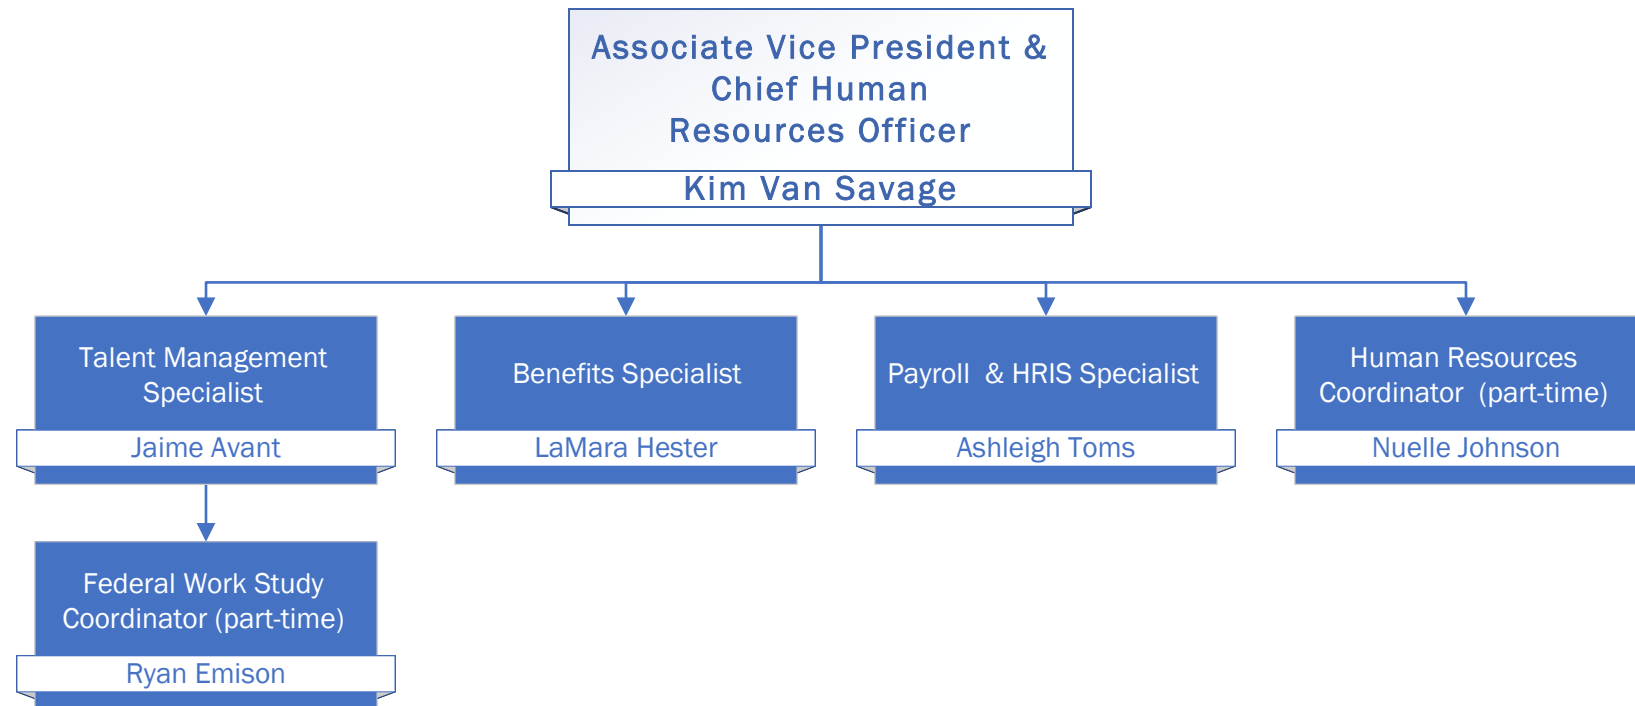 Associate Vice President &
Chief Human
Resources Officer
Kim Van Savage
Talent Management
Specialist
Jaime Avant
Benefits Specialist
LaMara Hester
Payroll  & HRIS Specialist
Ashleigh Toms
Human Resources
Coordinator  (part-time)
Nuelle Johnson
Federal Work Study
Coordinator (part-time)
Ryan Emison